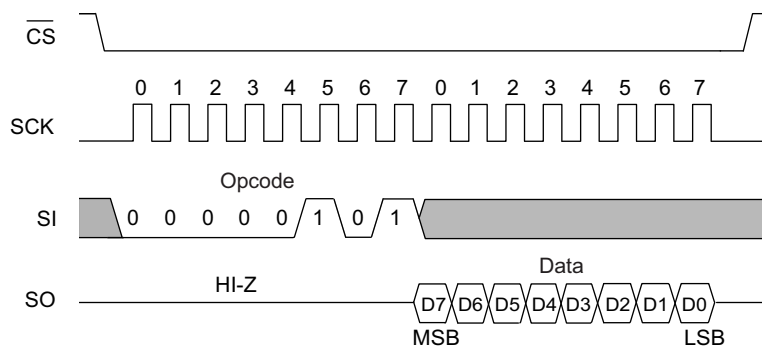 CS
0 1 2 3 4 5 6 7 0 1 2 3 4 5 6 7
SCK
Opcode
SI 0 0 0 0 0 1 0 1
Data
HI-Z
SO D7 D6 D5 D4 D3 D2 D1 D0
MSB LSB